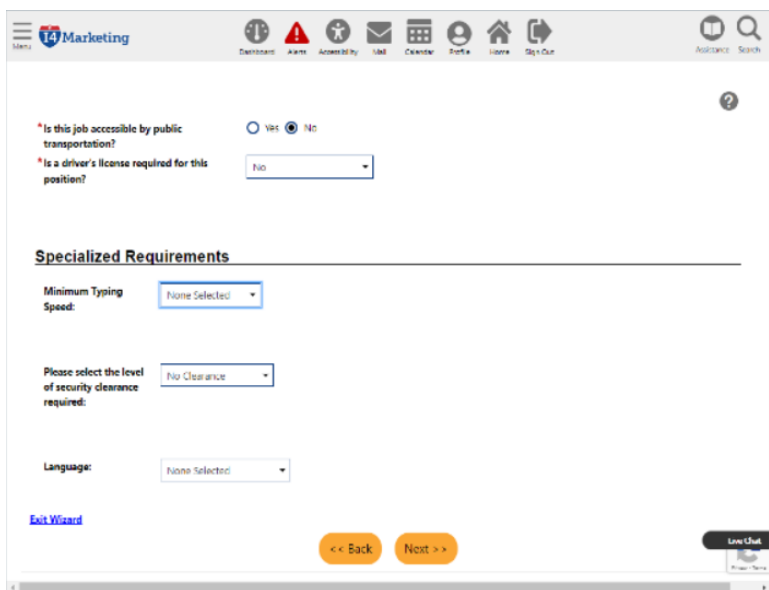 Menu
I4 Marketing
Dashboard Alerts Accessibility Mail Calendar Profile Home Sign Out
Assistance Search
*Is this job accessible by public
transportation?
Yes No
*Is a driver's license required for this
position?
No
Specialized Requirements
Minimum Typing
Speed:
None Selected
Please select the level
of security clearance
required:
No Clearance
Language:
None Selected
Exit Wizard
<< Back Next >>
Live Chat